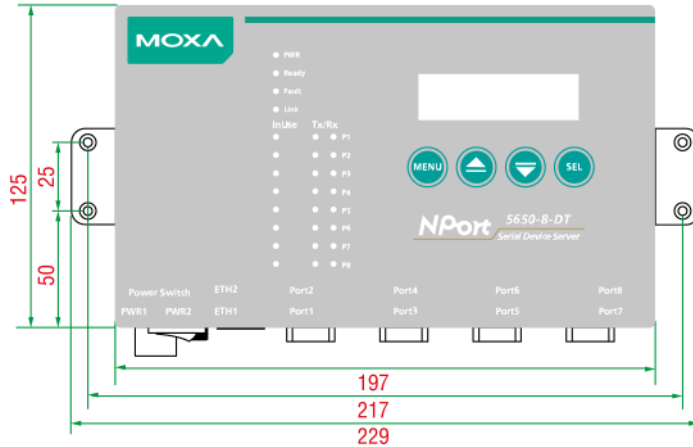 MOXA
PWR
Ready
Fault
Link
InUse Tx/Rx
P1
P2
P3
P4
P5
P6
P7
P8
MENU SEL
NPort 5650-8-DT
Serial Device Server
Power Switch ETH2 Port2 Port4 Port6 Port8
PWR1 PWR2 ETH1 Port1 Port3 Port5 Port7
125
25
50
197
217
229